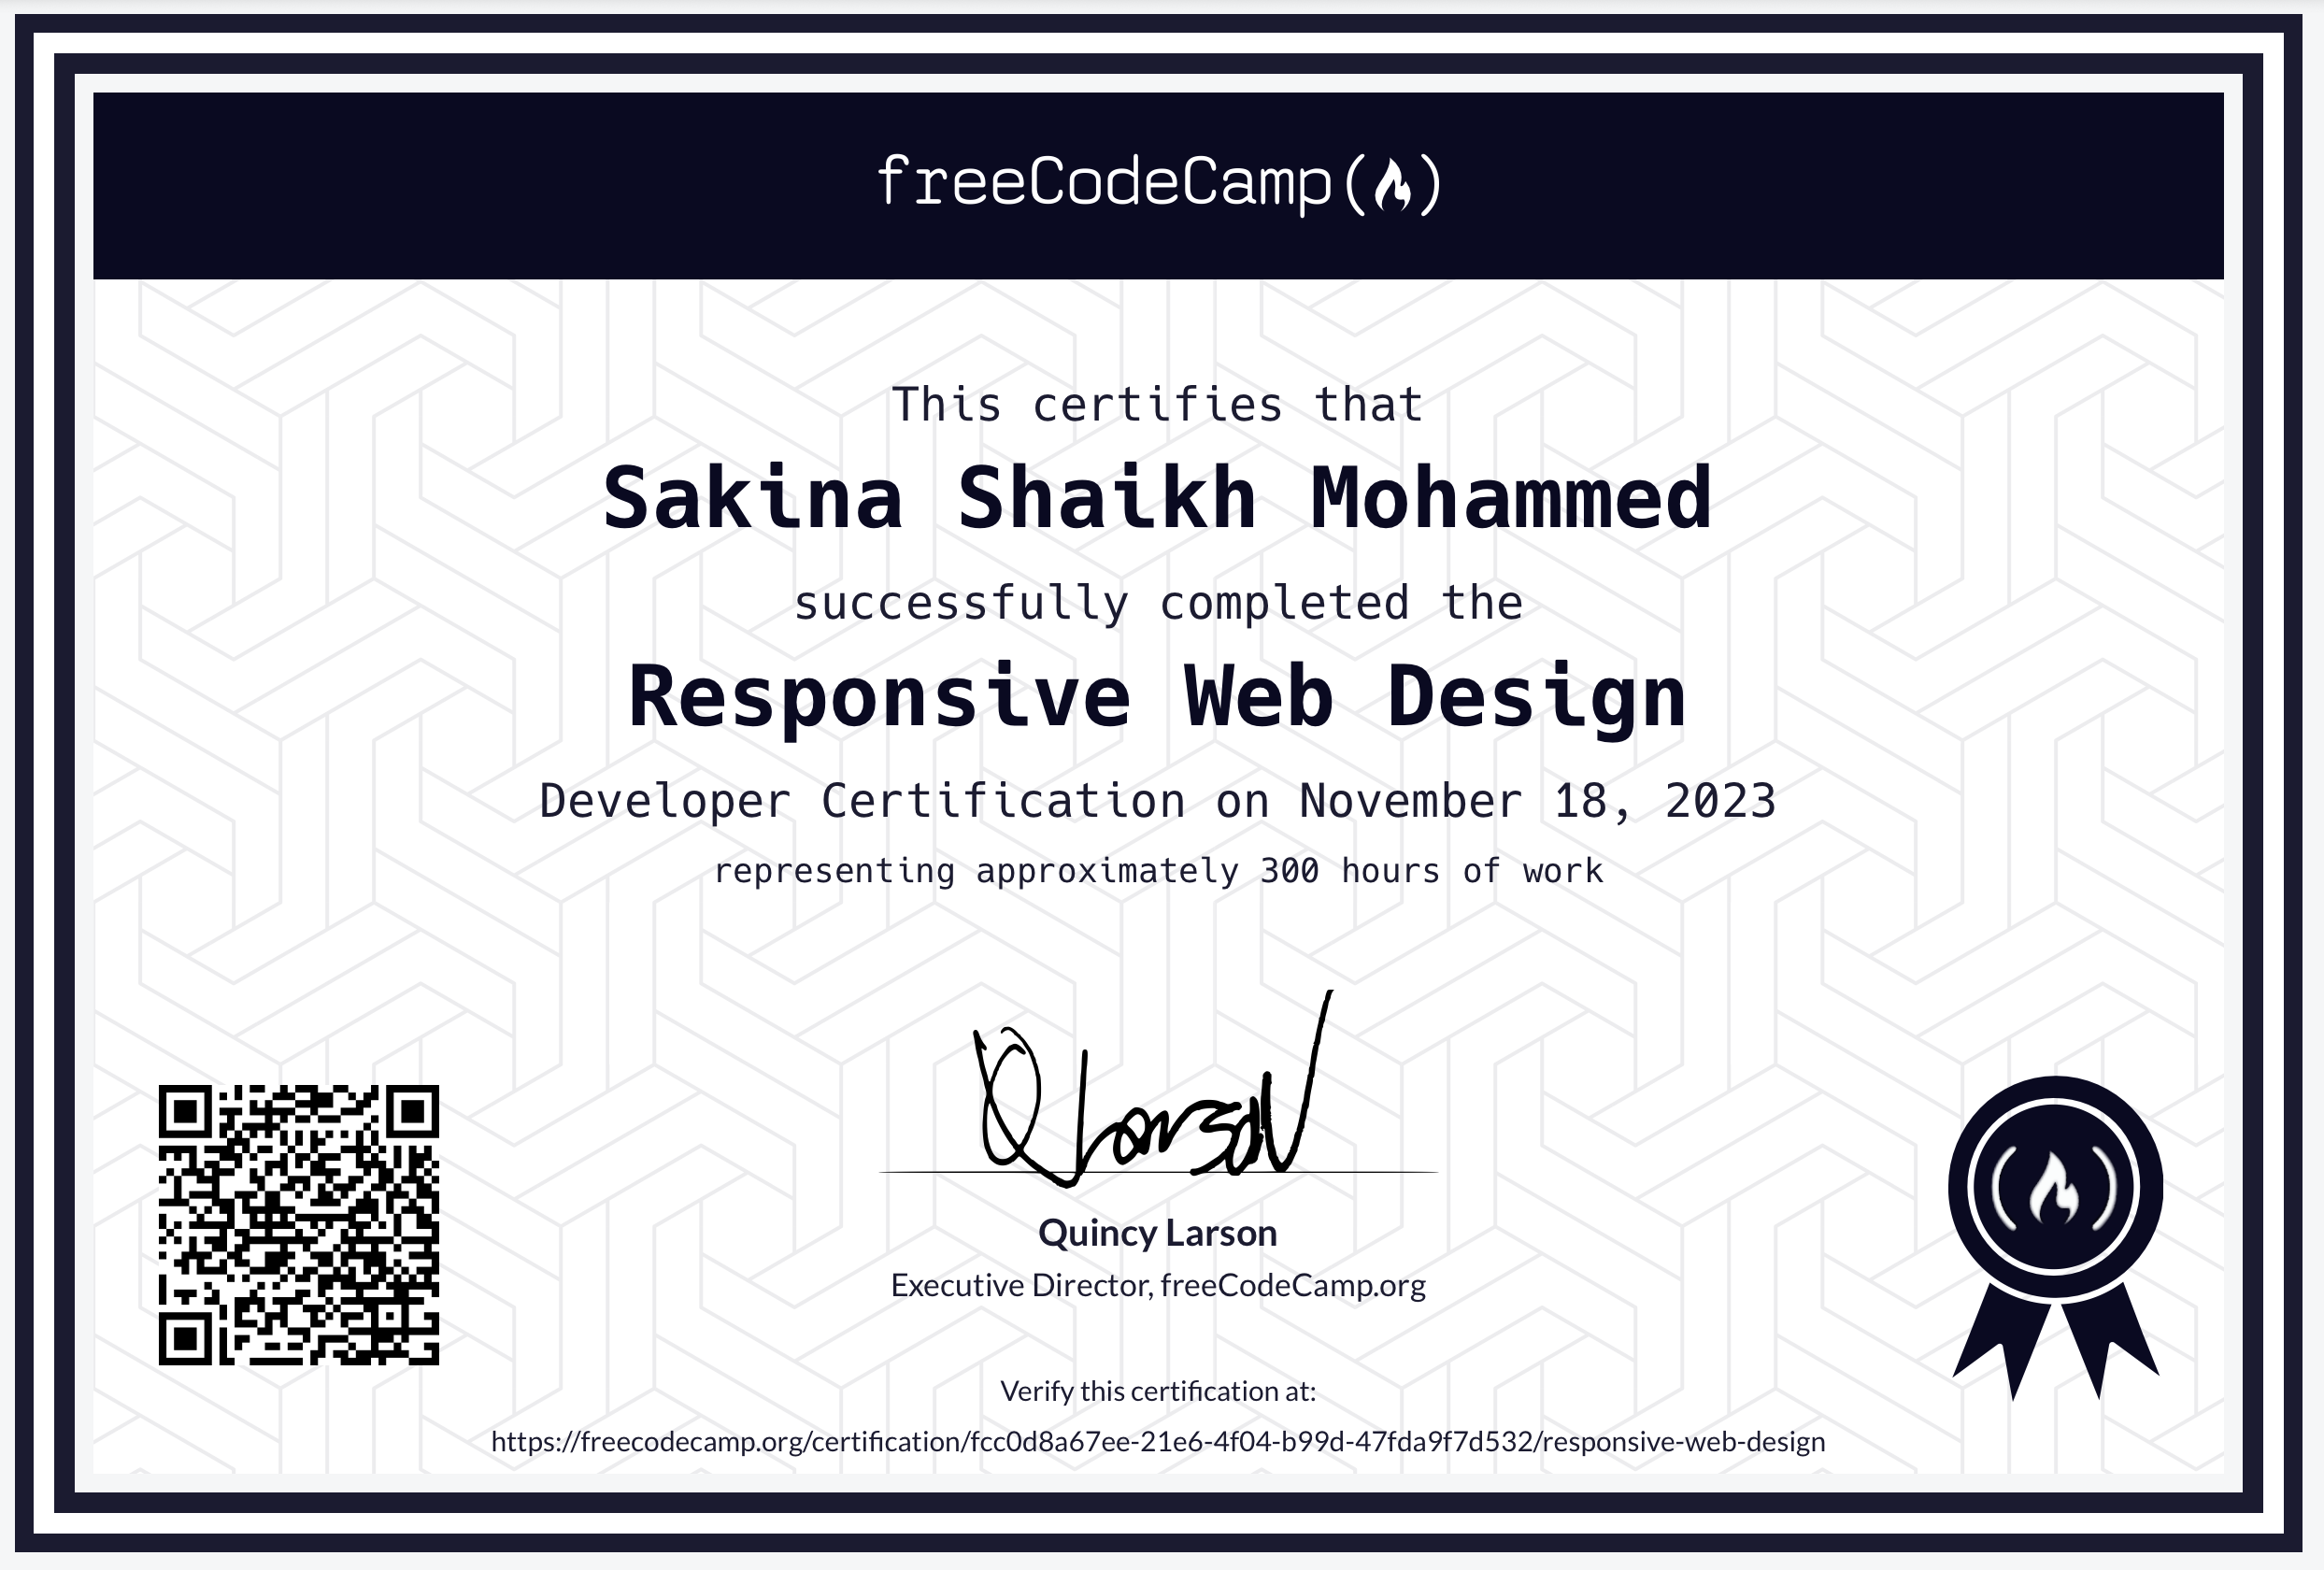 freeCodeCamp(🔥)
This certifies that
Sakina Shaikh Mohammed
successfully completed the
Responsive Web Design
Developer Certification on November 18, 2023
representing approximately 300 hours of work
QLarson
Quincy Larson
Executive Director, freeCodeCamp.org
Verify this certification at:
https://freecodecamp.org/certification/fcc0d8a67ee-21e6-4f04-b99d-47fda9f7d532/responsive-web-design